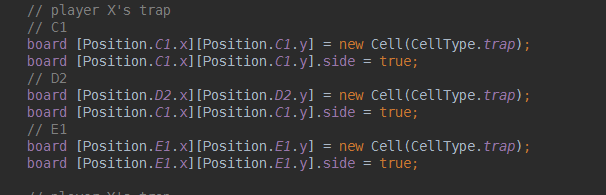 // player X's trap
// C1
board [Position.C1.x][Position.C1.y] = new Cell(CellType.trap);
board [Position.C1.x][Position.C1.y].side = true;
// D2
board [Position.D2.x][Position.D2.y] = new Cell(CellType.trap);
board [Position.C1.x][Position.C1.y].side = true;
// E1
board [Position.E1.x][Position.E1.y] = new Cell(CellType.trap);
board [Position.E1.x][Position.E1.y].side = true;